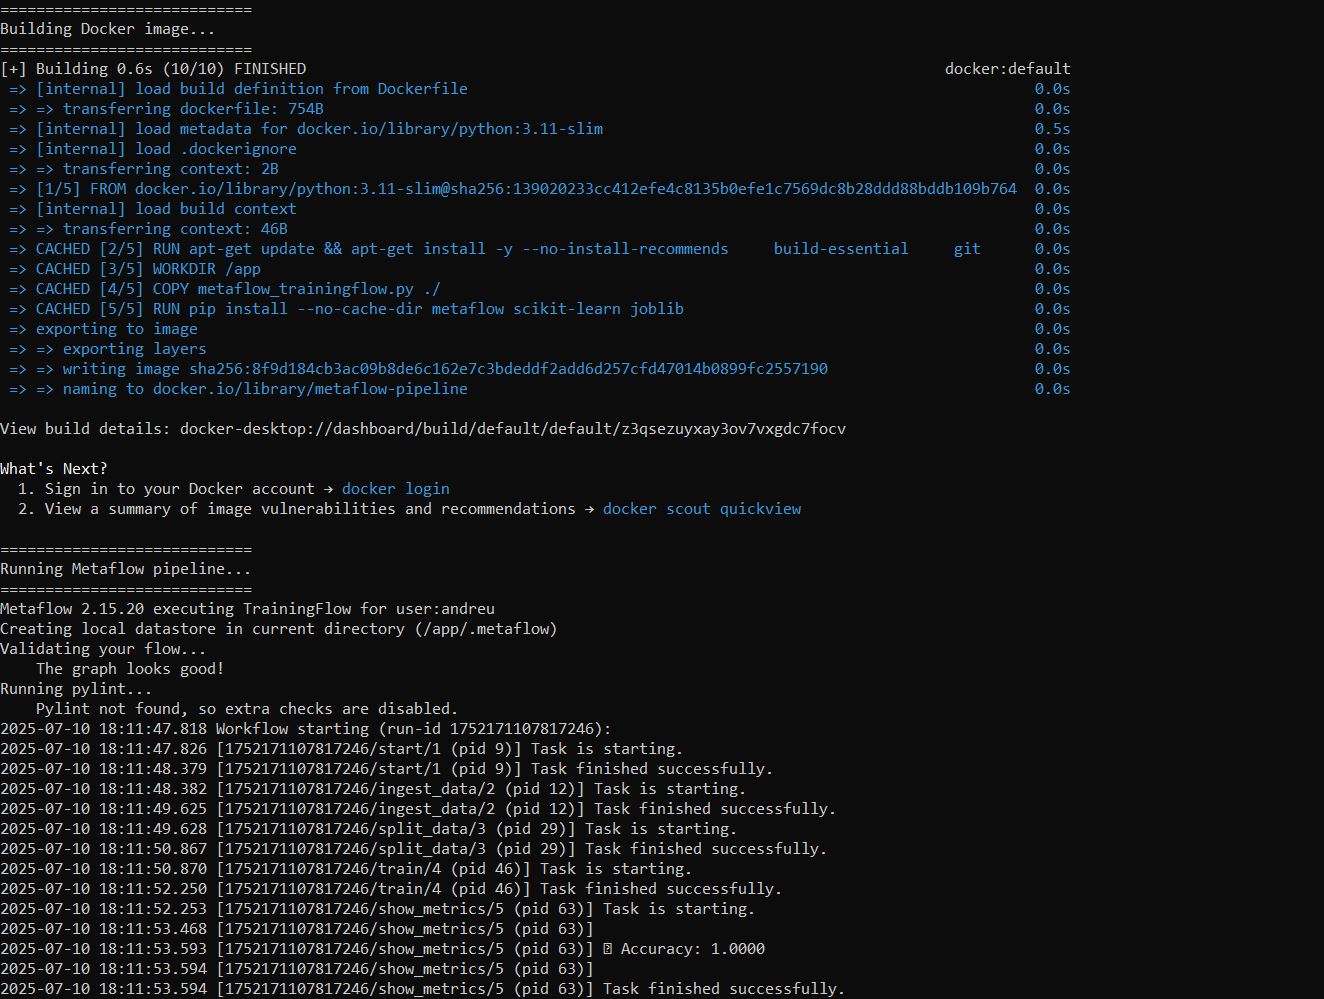 ============================
Building Docker image...
============================
[+] Building 0.6s (10/10) FINISHED                                                                       docker:default
 => [internal] load build definition from Dockerfile                                                               0.0s
 => => transferring dockerfile: 754B                                                                               0.0s
 => [internal] load metadata for docker.io/library/python:3.11-slim                                                0.5s
 => [internal] load .dockerignore                                                                                  0.0s
 => => transferring context: 2B                                                                                    0.0s
 => [1/5] FROM docker.io/library/python:3.11-slim@sha256:139020233cc412efe4c8135b0efe1c7569dc8b28ddd88bddb109b764  0.0s
 => [internal] load build context                                                                                  0.0s
 => => transferring context: 46B                                                                                   0.0s
 => CACHED [2/5] RUN apt-get update && apt-get install -y --no-install-recommends     build-essential     git      0.0s
 => CACHED [3/5] WORKDIR /app                                                                                      0.0s
 => CACHED [4/5] COPY metaflow_trainingflow.py ./                                                                  0.0s
 => CACHED [5/5] RUN pip install --no-cache-dir metaflow scikit-learn joblib                                       0.0s
 => exporting to image                                                                                             0.0s
 => => exporting layers                                                                                            0.0s
 => => writing image sha256:8f9d184cb3ac09b8de6c162e7c3bdeddf2add6d257cfd47014b0899fc2557190                       0.0s
 => => naming to docker.io/library/metaflow-pipeline                                                               0.0s

View build details: docker-desktop://dashboard/build/default/default/z3qsezuyxay3ov7vxgdc7focv

What's Next?
  1. Sign in to your Docker account → docker login
  2. View a summary of image vulnerabilities and recommendations → docker scout quickview

============================
Running Metaflow pipeline...
============================
Metaflow 2.15.20 executing TrainingFlow for user:andreu
Creating local datastore in current directory (/app/.metaflow)
Validating your flow...
    The graph looks good!
Running pylint...
    Pylint not found, so extra checks are disabled.
2025-07-10 18:11:47.818 Workflow starting (run-id 1752171107817246):
2025-07-10 18:11:47.826 [1752171107817246/start/1 (pid 9)] Task is starting.
2025-07-10 18:11:48.379 [1752171107817246/start/1 (pid 9)] Task finished successfully.
2025-07-10 18:11:48.382 [1752171107817246/ingest_data/2 (pid 12)] Task is starting.
2025-07-10 18:11:49.625 [1752171107817246/ingest_data/2 (pid 12)] Task finished successfully.
2025-07-10 18:11:49.628 [1752171107817246/split_data/3 (pid 29)] Task is starting.
2025-07-10 18:11:50.867 [1752171107817246/split_data/3 (pid 29)] Task finished successfully.
2025-07-10 18:11:50.870 [1752171107817246/train/4 (pid 46)] Task is starting.
2025-07-10 18:11:52.250 [1752171107817246/train/4 (pid 46)] Task finished successfully.
2025-07-10 18:11:52.253 [1752171107817246/show_metrics/5 (pid 63)] Task is starting.
2025-07-10 18:11:53.468 [1752171107817246/show_metrics/5 (pid 63)]
2025-07-10 18:11:53.593 [1752171107817246/show_metrics/5 (pid 63)] Accuracy: 1.0000
2025-07-10 18:11:53.594 [1752171107817246/show_metrics/5 (pid 63)]
2025-07-10 18:11:53.594 [1752171107817246/show_metrics/5 (pid 63)] Task finished successfully.